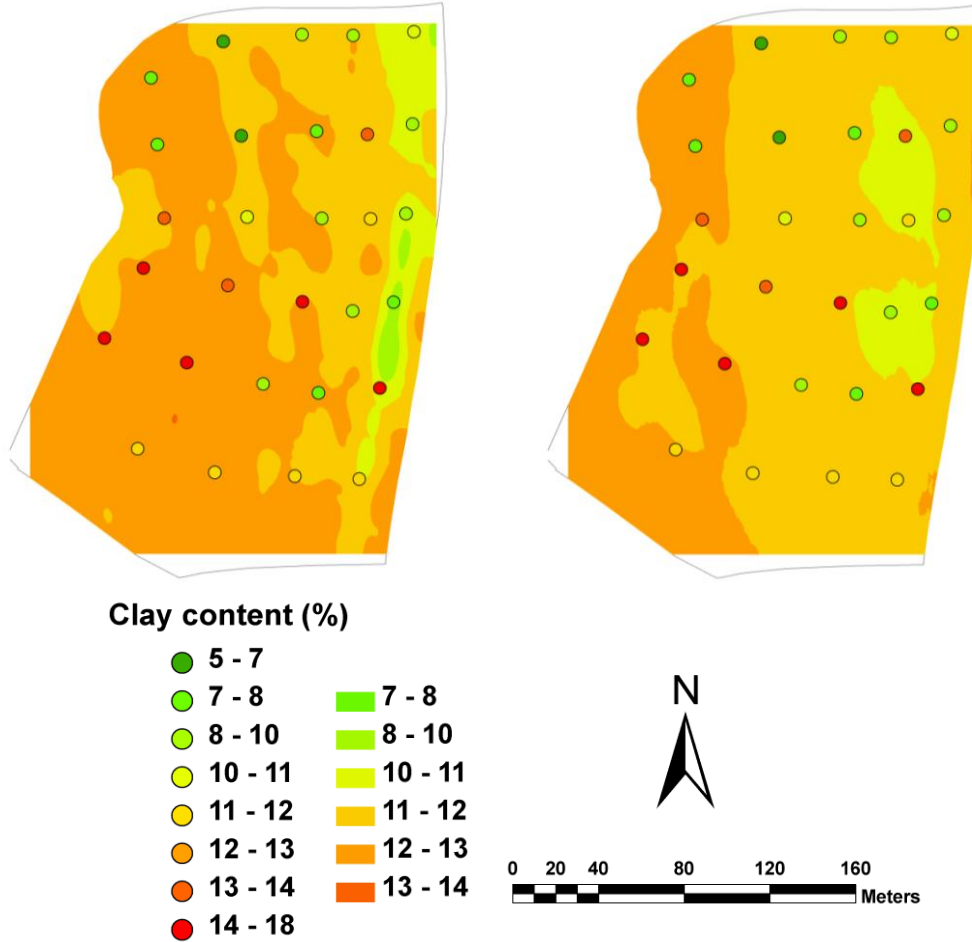 Clay content (%)
5 - 7
7 - 8 7 - 8
8 - 10 8 - 10
10 - 11 10 - 11
11 - 12 11 - 12
12 - 13 12 - 13
13 - 14 13 - 14
14 - 18
N
0 20 40 80 120 160
Meters